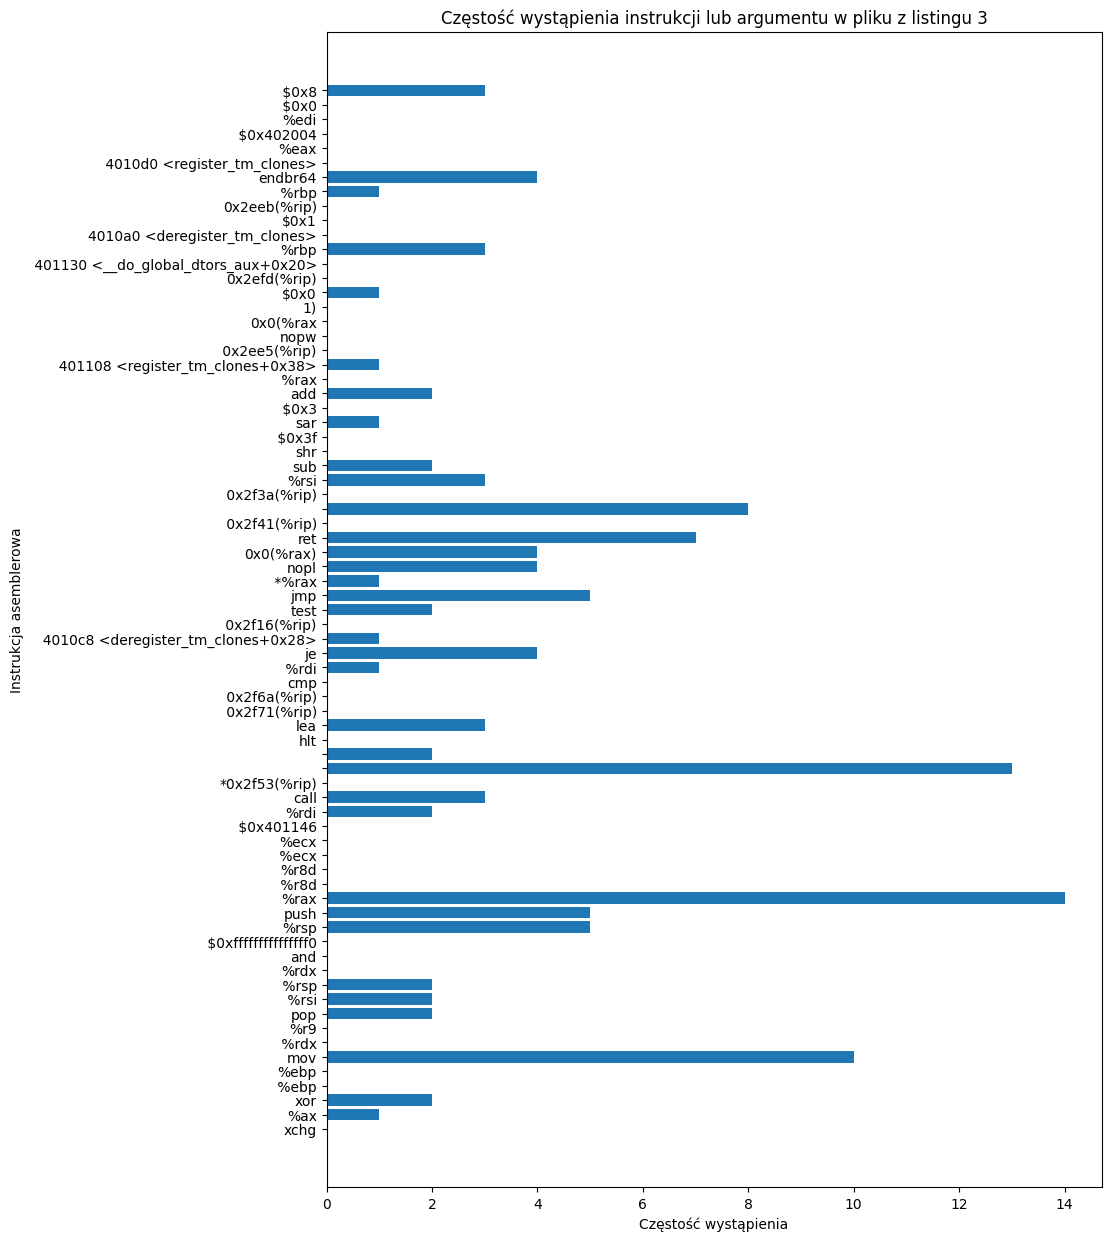 Częstość wystąpienia instrukcji lub argumentu w pliku z listingu 3
$0x8
$0x0
%edi
$0x402004
%eax
4010d0 <register_tm_clones>
endbr64
%rbp
0x2eeb(%rip)
$0x1
4010a0 <deregister_tm_clones>
%rbp
401130 <__do_global_dtors_aux+0x20>
0x2efd(%rip)
$0x0
1)
0x0(%rax
nopw
0x2ee5(%rip)
401108 <register_tm_clones+0x38>
%rax
add
$0x3
sar
$0x3f
shr
sub
%rsi
0x2f3a(%rip)
0x2f41(%rip)
ret
0x0(%rax)
nopl
*%rax
jmp
test
0x2f16(%rip)
4010c8 <deregister_tm_clones+0x28>
je
%rdi
cmp
0x2f6a(%rip)
0x2f71(%rip)
lea
hlt
*0x2f53(%rip)
call
%rdi
$0x401146
%ecx
%ecx
%r8d
%r8d
%rax
push
%rsp
$0xfffffffffffffff0
and
%rdx
%rsp
%rsi
pop
%r9
%rdx
mov
%ebp
%ebp
xor
%ax
xchg
Instrukcja asemblerowa
0 2 4 6 8 10 12 14
Częstość wystąpienia